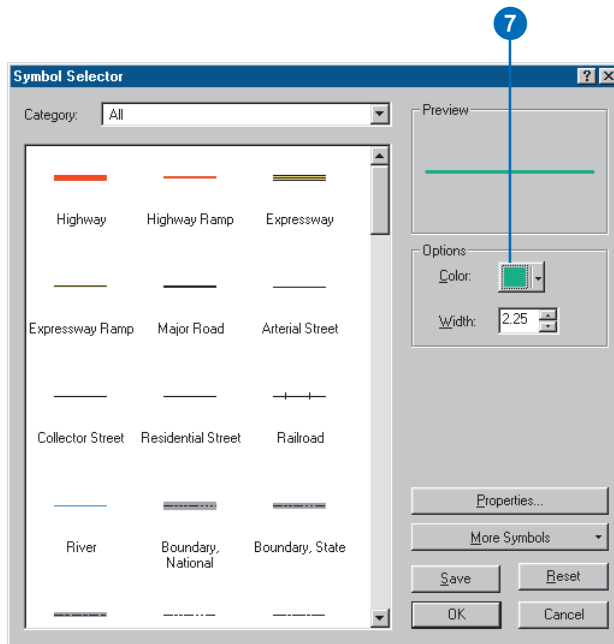 7
Symbol Selector
Category: All
Preview
Highway
Highway Ramp
Expressway
Options
Color:
Width: 2.25
Expressway Ramp
Major Road
Arterial Street
Collector Street
Residential Street
Railroad
River
Boundary,
National
Boundary, State
Properties...
More Symbols
Save
Reset
OK
Cancel